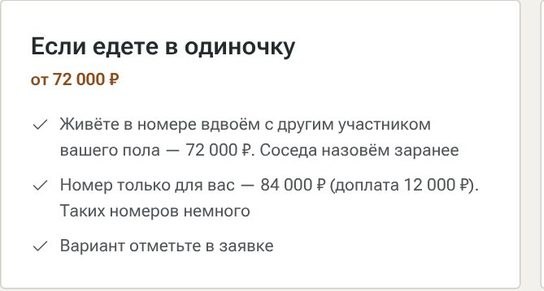 Если едете в одиночку
от 72 000 ₽
Живёте в номере вдвоём с другим участником
вашего пола — 72 000 ₽. Соседа назовём заранее
Номер только для вас — 84 000 ₽ (доплата 12 000 ₽).
Таких номеров немного
Вариант отметьте в заявке